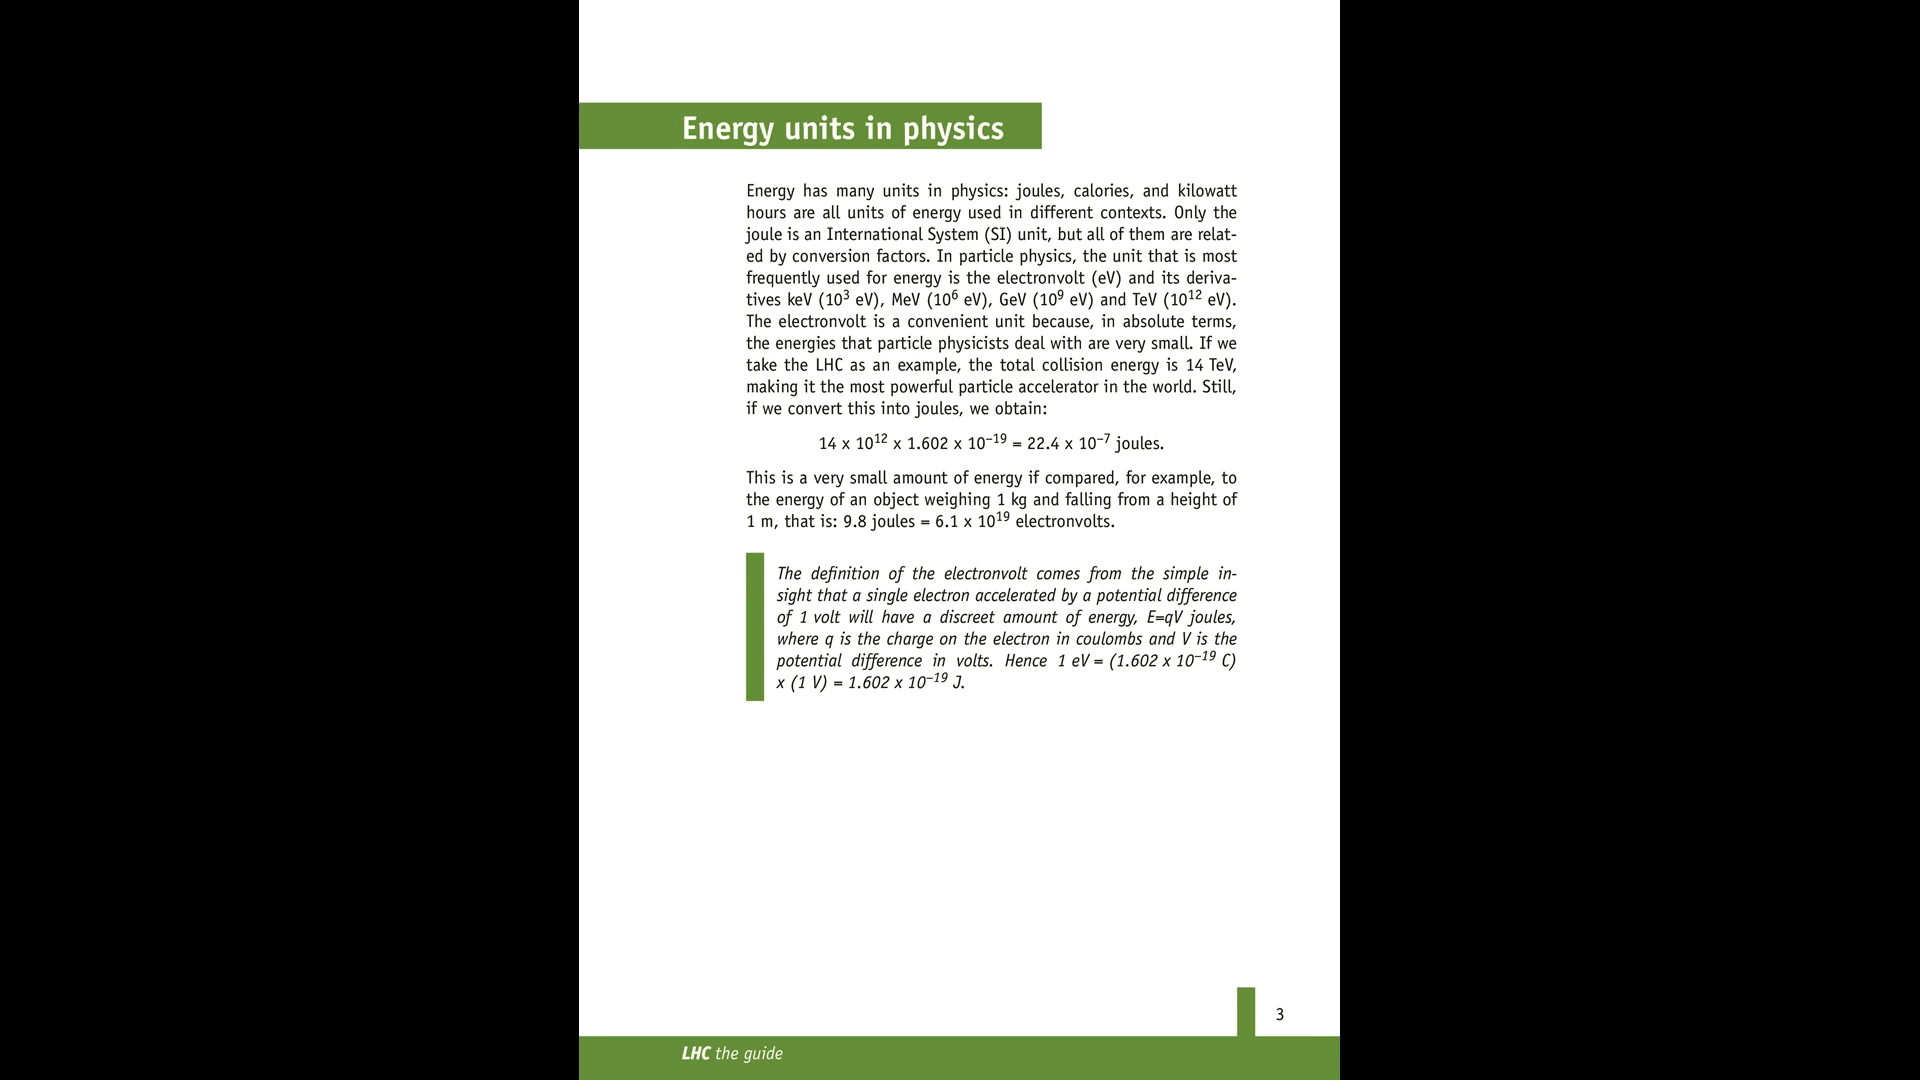 Energy units in physics
Energy has many units in physics: joules, calories, and kilowatt
hours are all units of energy used in different contexts. Only the
joule is an International System (SI) unit, but all of them are relat-
ed by conversion factors. In particle physics, the unit that is most
frequently used for energy is the electronvolt (eV) and its deriva-
tives keV (10³ eV), MeV (10⁶ eV), GeV (10⁹ eV) and TeV (10¹² eV).
The electronvolt is a convenient unit because, in absolute terms,
the energies that particle physicists deal with are very small. If we
take the LHC as an example, the total collision energy is 14 TeV,
making it the most powerful particle accelerator in the world. Still,
if we convert this into joules, we obtain:
14 x 10¹² x 1.602 x 10⁻¹⁹ = 22.4 x 10⁻⁷ joules.
This is a very small amount of energy if compared, for example, to
the energy of an object weighing 1 kg and falling from a height of
1 m, that is: 9.8 joules = 6.1 x 10¹⁹ electronvolts.
The definition of the electronvolt comes from the simple in-
sight that a single electron accelerated by a potential difference
of 1 volt will have a discreet amount of energy, E=qV joules,
where q is the charge on the electron in coulombs and V is the
potential difference in volts. Hence 1 eV = (1.602 x 10⁻¹⁹ C)
x (1 V) = 1.602 x 10⁻¹⁹ J.
3
LHC the guide